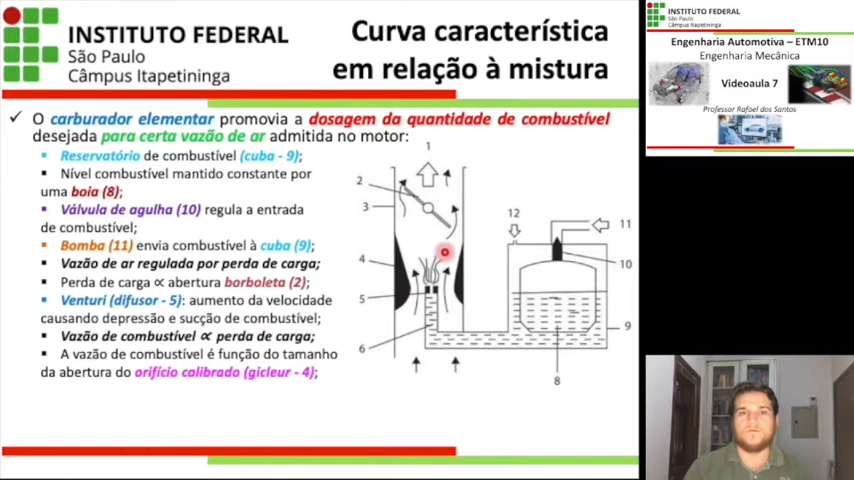 INSTITUTO FEDERAL
São Paulo
Câmpus Itapetininga
Curva característica
em relação à mistura
✓ O carburador elementar promovia a dosagem da quantidade de combustível
desejada para certa vazão de ar admitida no motor:
▪ Reservatório de combustível (cuba - 9);
▪ Nível combustível mantido constante por
uma boia (8);
▪ Válvula de agulha (10) regula a entrada
de combustível;
▪ Bomba (11) envia combustível à cuba (9);
▪ Vazão de ar regulada por perda de carga;
▪ Perda de carga ∝ abertura borboleta (2);
▪ Venturi (difusor - 5): aumento da velocidade
causando depressão e sucção de combustível;
▪ Vazão de combustível ∝ perda de carga;
▪ A vazão de combustível é função do tamanho
da abertura do orifício calibrado (gicleur - 4);
1
2
3
4
5
6
12
11
10
9
8
INSTITUTO FEDERAL
São Paulo
Câmpus Itapetininga
Engenharia Automotiva – ETM10
Engenharia Mecânica
Videoaula 7
Professor Rafael dos Santos